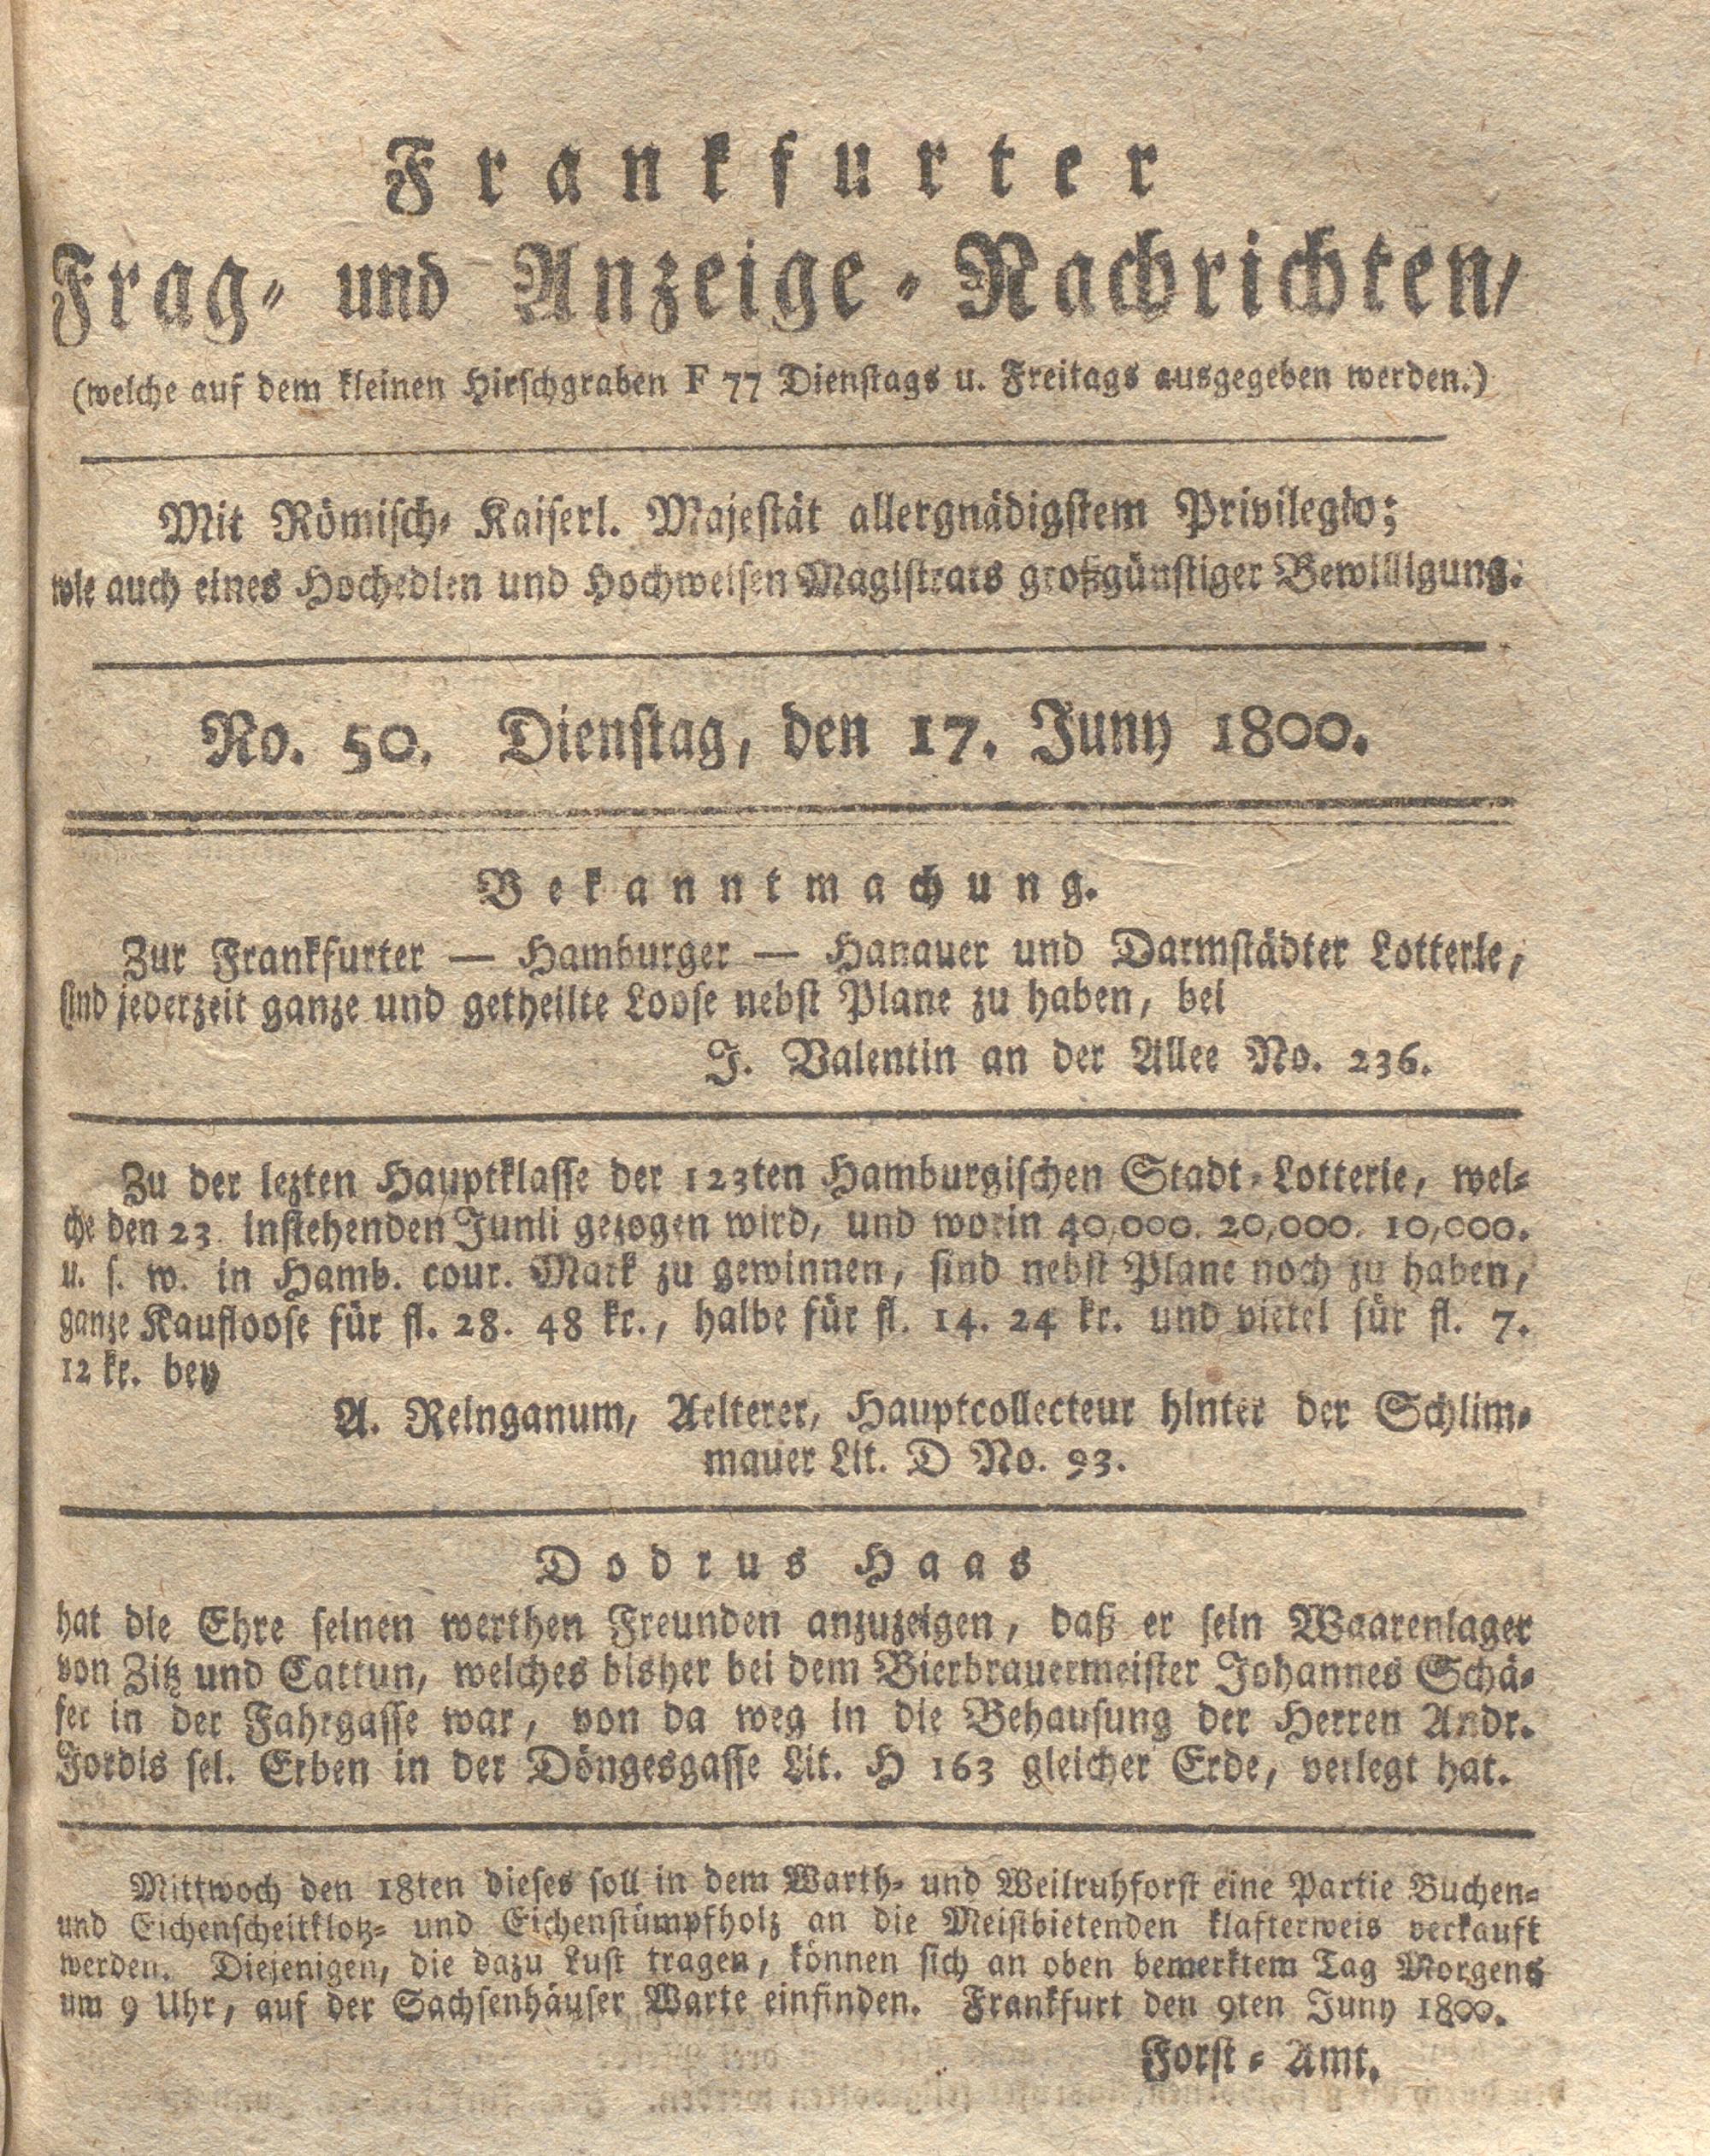 Frankfurter
Frag- und Anzeige-Nachrichten/
(welche auf dem kleinen Hirschgraben F 77 Dienstags u. Freitags ausgegeben werden.)
Mit Römisch-Kaiserl. Majestät allergnädigstem Privilegio;
wie auch eines Hochedlen und Hochweisen Magistrats großgünstiger Bewilligung.
No. 50. Dienstag, den 17. Juny 1800.
Bekanntmachung.
Zur Frankfurter — Hamburger — Hanauer und Darmstädter Lotterie,
sind jederzeit ganze und getheilte Loose nebst Plane zu haben, bei
J. Valentin an der Allee No. 236.
Zu der lezten Hauptklasse der 123ten Hamburgischen Stadt-Lotterie, wel-
che den 23. instehenden Junii gezogen wird, und worin 40,000. 20,000. 10,000.
u. s. w. in Hamb. cour. Mark zu gewinnen, sind nebst Plane noch zu haben,
ganze Kaufloose für fl. 28. 48 kr., halbe für fl. 14. 24 kr. und viertel für fl. 7.
12 kr. bey
A. Reinganum, Aelterer, Hauptcollecteur hinter der Schlim-
mauer Lit. D No. 93.
Dodrus Haas
hat die Ehre seinen werthen Freunden anzuzeigen, daß er sein Waarenlager
von Zitz und Cattun, welches bisher bei dem Bierbrauermeister Johannes Schä-
fer in der Fahrgasse war, von da weg in die Behausung der Herren Andr.
Jordis sel. Erben in der Döngesgasse Lit. H 163 gleicher Erde, verlegt hat.
Mittwoch den 18ten dieses soll in dem Warth- und Weilruhforst eine Partie Buchen-
und Eichenscheitklotz- und Eichenstümpfholz an die Meistbietenden klafterweis verkauft
werden. Diejenigen, die dazu Lust tragen, können sich an oben bemerktem Tag Morgens
um 9 Uhr, auf der Sachsenhäuser Warte einfinden. Frankfurt den 9ten Juny 1800.
Forst-Amt.